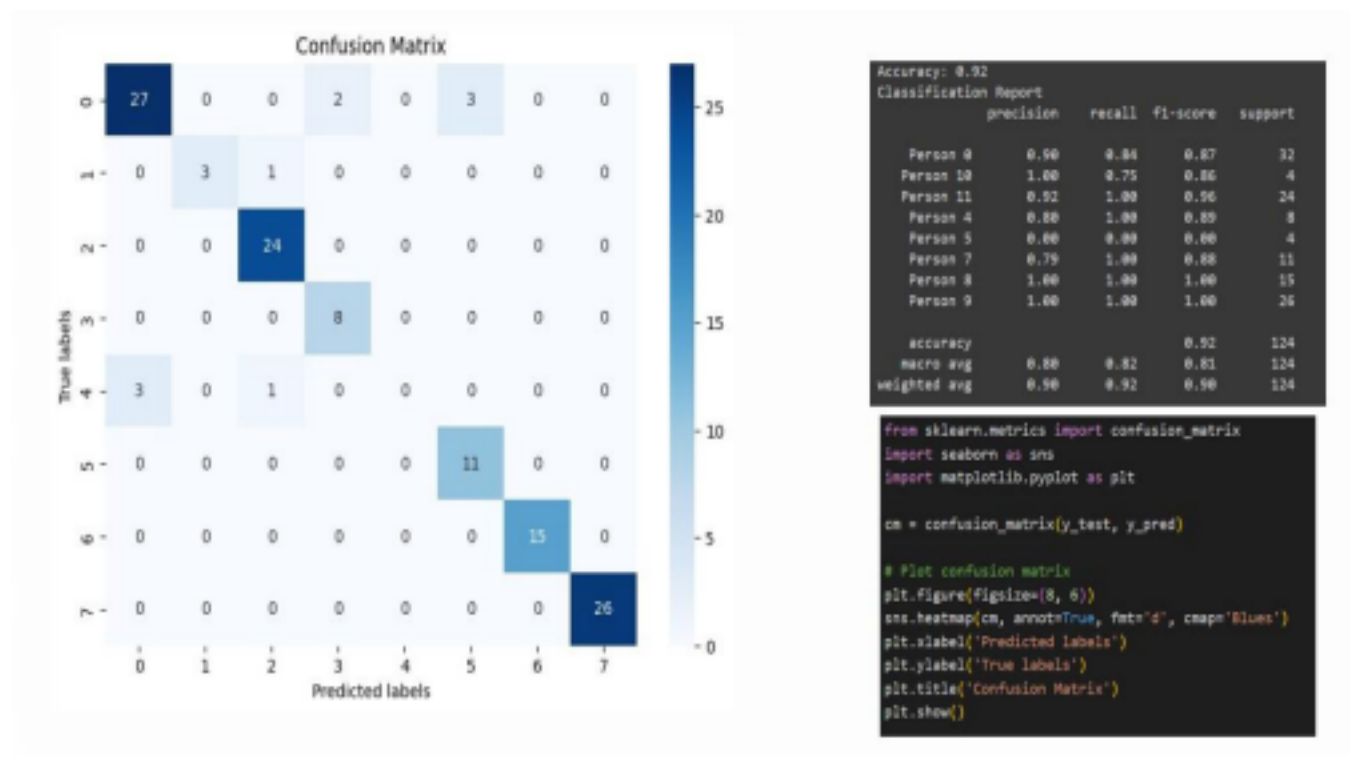 Confusion Matrix
0 27 0 0 2 0 3 0 0
1 0 3 1 0 0 0 0 0
2 0 0 24 0 0 0 0 0
3 0 0 0 8 0 0 0 0
4 3 0 1 0 0 0 0 0
5 0 0 0 0 0 11 0 0
6 0 0 0 0 0 0 15 0
7 0 0 0 0 0 0 0 26
0 1 2 3 4 5 6 7
Predicted labels
True labels
25
20
15
10
5
0
Accuracy: 0.92
Classification Report
precision recall f1-score support
Person 0 0.90 0.84 0.87 32
Person 10 1.00 0.75 0.86 4
Person 11 0.92 1.00 0.96 24
Person 4 0.80 1.00 0.89 8
Person 5 0.00 0.00 0.00 4
Person 7 0.79 1.00 0.88 11
Person 8 1.00 1.00 1.00 15
Person 9 1.00 1.00 1.00 26
accuracy 0.92 124
macro avg 0.80 0.82 0.81 124
weighted avg 0.90 0.92 0.90 124
from sklearn.metrics import confusion_matrix
import seaborn as sns
import matplotlib.pyplot as plt
cm = confusion_matrix(y_test, y_pred)
# Plot confusion matrix
plt.figure(figsize=(8, 6))
sns.heatmap(cm, annot=True, fmt="d", cmap='Blues')
plt.xlabel('Predicted labels')
plt.ylabel('True labels')
plt.title('Confusion Matrix')
plt.show()